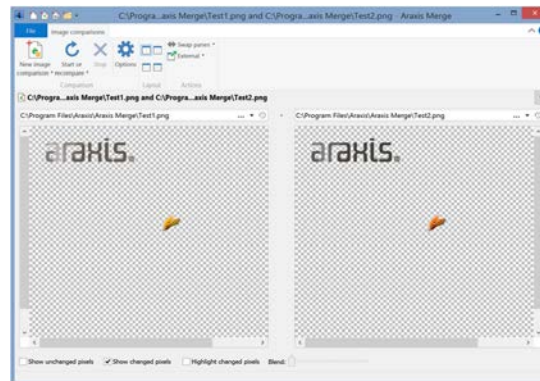 C:\Progra...axis Merge\Test1.png and C:\Progra...axis Merge\Test2.png - Araxis Merge
File
Image comparisons
New image comparison
Start or recompare
Stop
Options
Swap panes
External
Comparison
Layout
Actions
C:\Progra...axis Merge\Test1.png and C:\Progra...axis Merge\Test2.png
C:\Program Files\Araxis\Araxis Merge\Test1.png
C:\Program Files\Araxis\Araxis Merge\Test2.png
araxis®
araxis®
Show unchanged pixels
Show changed pixels
Highlight changed pixels
Blend: